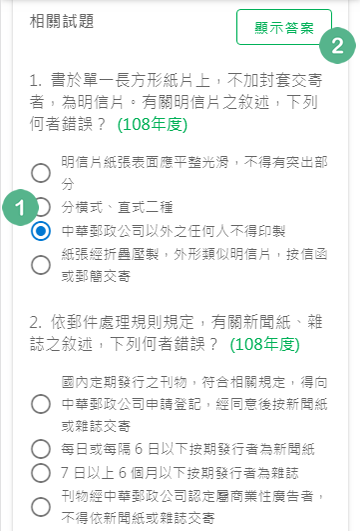 相關試題
顯示答案
2
1. 書於單一長方形紙片上，不加封套交寄
者，為明信片。有關明信片之敘述，下列
何者錯誤？ (108年度)
明信片紙張表面應平整光滑，不得有突出部
分
1
分橫式、直式二種
中華郵政公司以外之任何人不得印製
紙張經折疊壓製，外形類似明信片，按信函
或郵簡交寄
2. 依郵件處理規則規定，有關新聞紙、雜
誌之敘述，下列何者錯誤？ (108年度)
國內定期發行之刊物，符合相關規定，得向
中華郵政公司申請登記，經同意後按新聞紙
或雜誌交寄
每日或每隔 6 日以下按期發行者為新聞紙
7 日以上 6 個月以下按期發行者為雜誌
刊物經中華郵政公司認定屬商業性廣告者，
不得依新聞紙或雜誌交寄